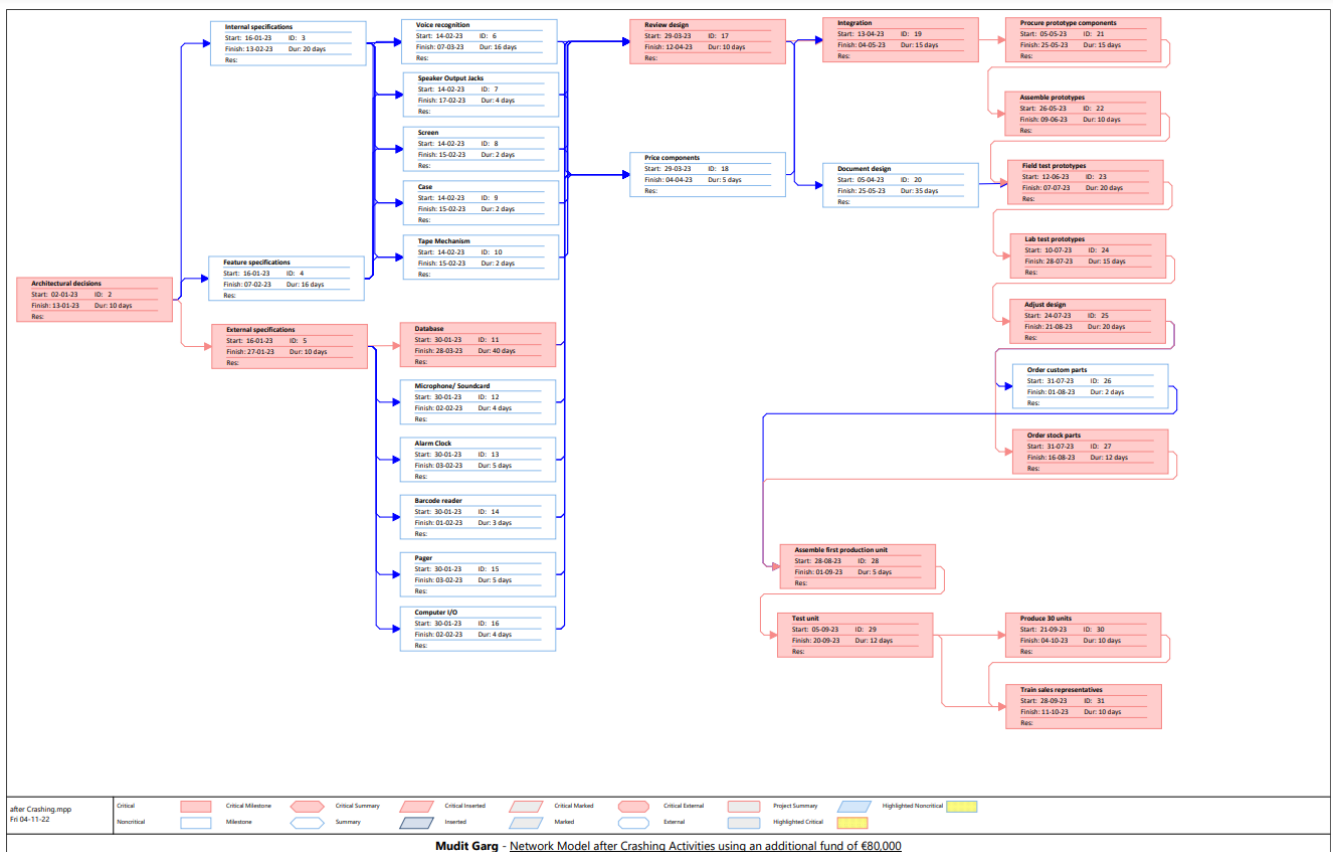 Internal specifications
Start: 16-01-23 ID: 3
Finish: 13-02-23 Dur: 20 days
Res:
Voice recognition
Start: 14-02-23 ID: 6
Finish: 07-03-23 Dur: 16 days
Res:
Review design
Start: 29-03-23 ID: 17
Finish: 12-04-23 Dur: 10 days
Res:
Integration
Start: 13-04-23 ID: 19
Finish: 04-05-23 Dur: 15 days
Res:
Procure prototype components
Start: 05-05-23 ID: 21
Finish: 25-05-23 Dur: 15 days
Res:
Speaker Output Jacks
Start: 14-02-23 ID: 7
Finish: 17-02-23 Dur: 4 days
Res:
Assemble prototypes
Start: 26-05-23 ID: 22
Finish: 09-06-23 Dur: 10 days
Res:
Screen
Start: 14-02-23 ID: 8
Finish: 15-02-23 Dur: 2 days
Res:
Price components
Start: 29-03-23 ID: 18
Finish: 04-04-23 Dur: 5 days
Res:
Document design
Start: 05-04-23 ID: 20
Finish: 25-05-23 Dur: 35 days
Res:
Field test prototypes
Start: 12-06-23 ID: 23
Finish: 07-07-23 Dur: 20 days
Res:
Case
Start: 14-02-23 ID: 9
Finish: 15-02-23 Dur: 2 days
Res:
Tape Mechanism
Start: 14-02-23 ID: 10
Finish: 15-02-23 Dur: 2 days
Res:
Lab test prototypes
Start: 10-07-23 ID: 24
Finish: 28-07-23 Dur: 15 days
Res:
Feature specifications
Start: 16-01-23 ID: 4
Finish: 07-02-23 Dur: 16 days
Res:
Architectural decisions
Start: 02-01-23 ID: 2
Finish: 13-01-23 Dur: 10 days
Res:
Adjust design
Start: 24-07-23 ID: 25
Finish: 21-08-23 Dur: 20 days
Res:
External specifications
Start: 16-01-23 ID: 5
Finish: 27-01-23 Dur: 10 days
Res:
Database
Start: 30-01-23 ID: 11
Finish: 28-03-23 Dur: 40 days
Res:
Order custom parts
Start: 31-07-23 ID: 26
Finish: 01-08-23 Dur: 2 days
Res:
Microphone/ Soundcard
Start: 30-01-23 ID: 12
Finish: 02-02-23 Dur: 4 days
Res:
Order stock parts
Start: 31-07-23 ID: 27
Finish: 16-08-23 Dur: 12 days
Res:
Alarm Clock
Start: 30-01-23 ID: 13
Finish: 03-02-23 Dur: 5 days
Res:
Barcode reader
Start: 30-01-23 ID: 14
Finish: 01-02-23 Dur: 3 days
Res:
Pager
Start: 30-01-23 ID: 15
Finish: 03-02-23 Dur: 5 days
Res:
Assemble first production unit
Start: 28-08-23 ID: 28
Finish: 01-09-23 Dur: 5 days
Res:
Computer I/O
Start: 30-01-23 ID: 16
Finish: 02-02-23 Dur: 4 days
Res:
Test unit
Start: 05-09-23 ID: 29
Finish: 20-09-23 Dur: 12 days
Res:
Produce 30 units
Start: 21-09-23 ID: 30
Finish: 04-10-23 Dur: 10 days
Res:
Train sales representatives
Start: 28-09-23 ID: 31
Finish: 11-10-23 Dur: 10 days
Res:
after Crashing.mpp
Fri 04-11-22
Critical Critical Milestone Critical Summary Critical Inserted Critical Marked Critical External Project Summary Highlighted Noncritical
Noncritical Milestone Summary Inserted Marked External Highlighted Critical
Mudit Garg - Network Model after Crashing Activities using an additional fund of €80,000